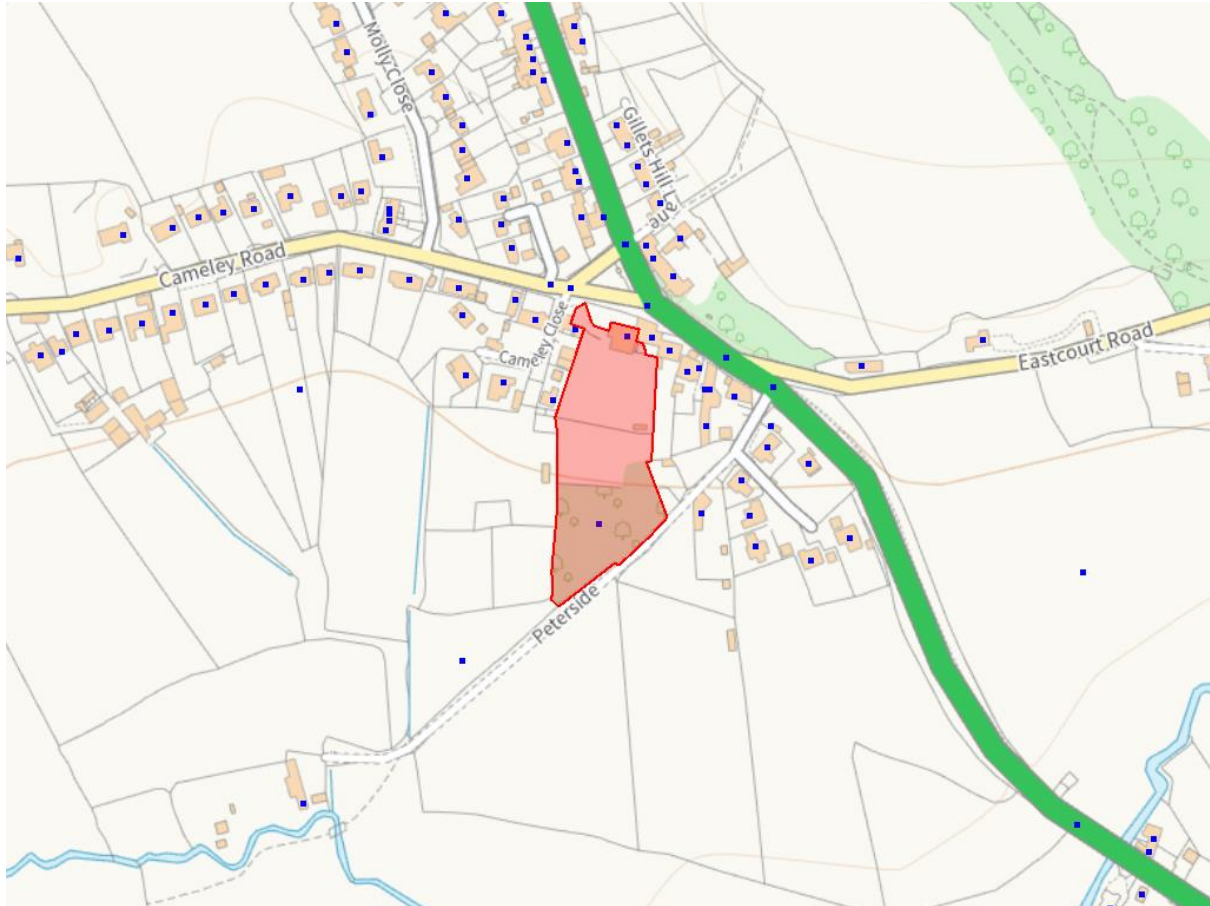 Molly Close
Gillets Hill Lane
Cameley Road
Cameley Close
Eastcourt Road
Peterside